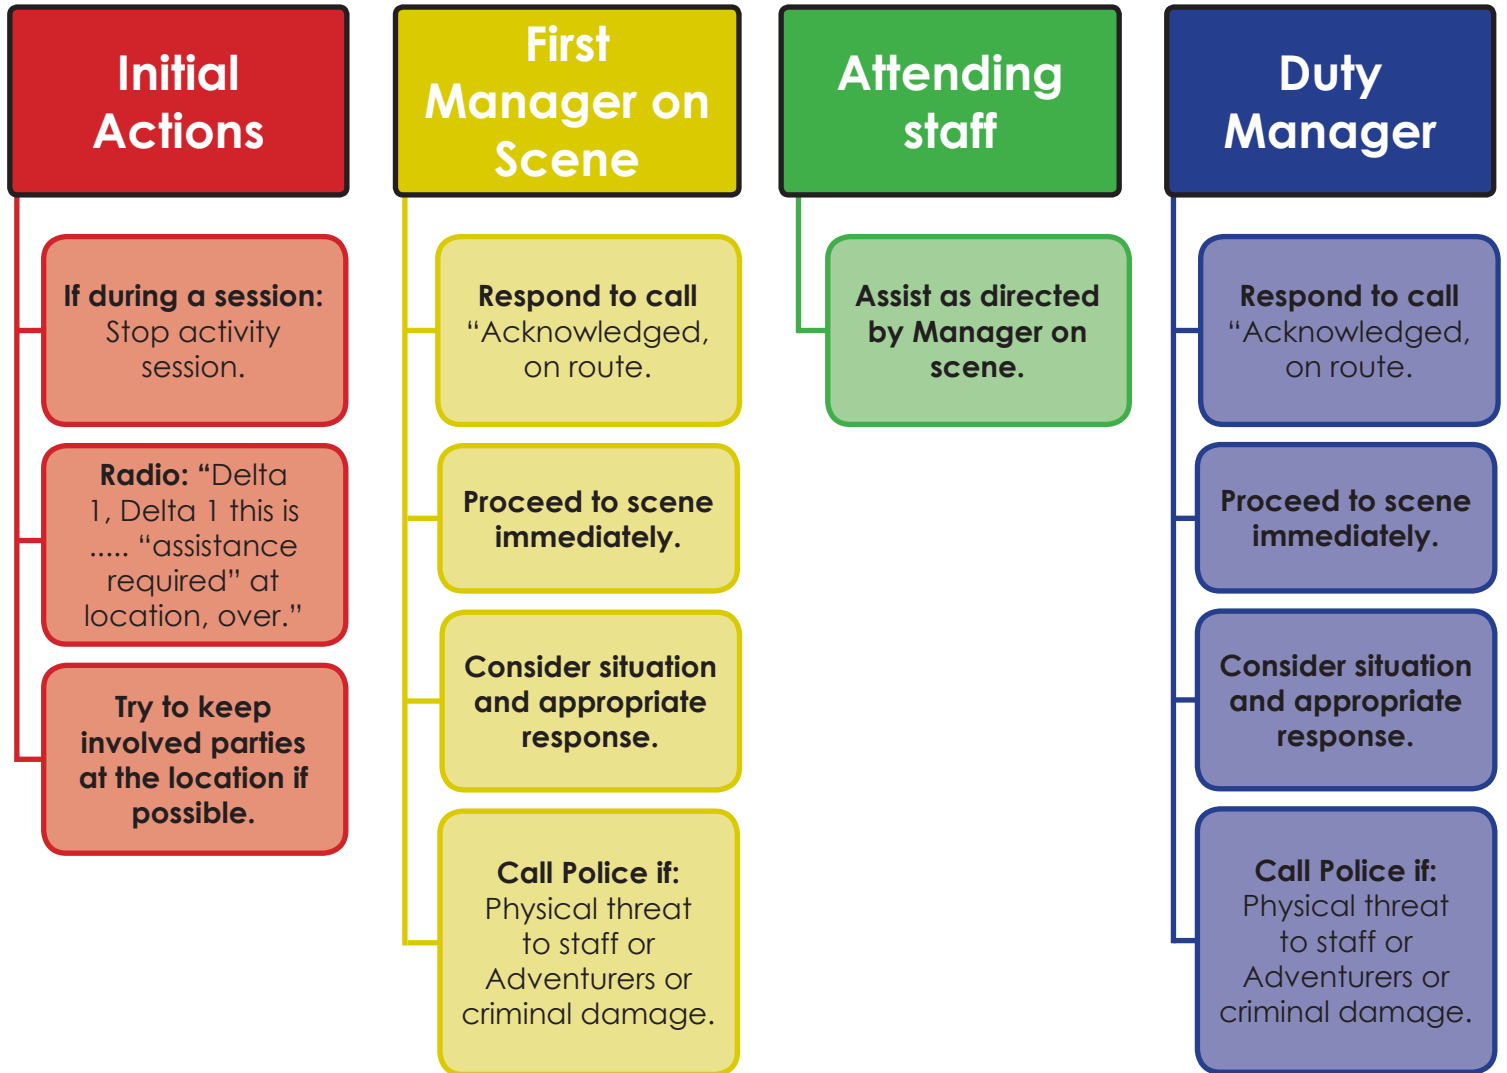 Initial
Actions
If during a session:
Stop activity
session.
Radio: “Delta
1, Delta 1 this is
..... “assistance
required” at
location, over.”
Try to keep
involved parties
at the location if
possible.
First
Manager on
Scene
Respond to call
“Acknowledged,
on route.
Proceed to scene
immediately.
Consider situation
and appropriate
response.
Call Police if:
Physical threat
to staff or
Adventurers or
criminal damage.
Attending
staff
Assist as directed
by Manager on
scene.
Duty
Manager
Respond to call
“Acknowledged,
on route.
Proceed to scene
immediately.
Consider situation
and appropriate
response.
Call Police if:
Physical threat
to staff or
Adventurers or
criminal damage.